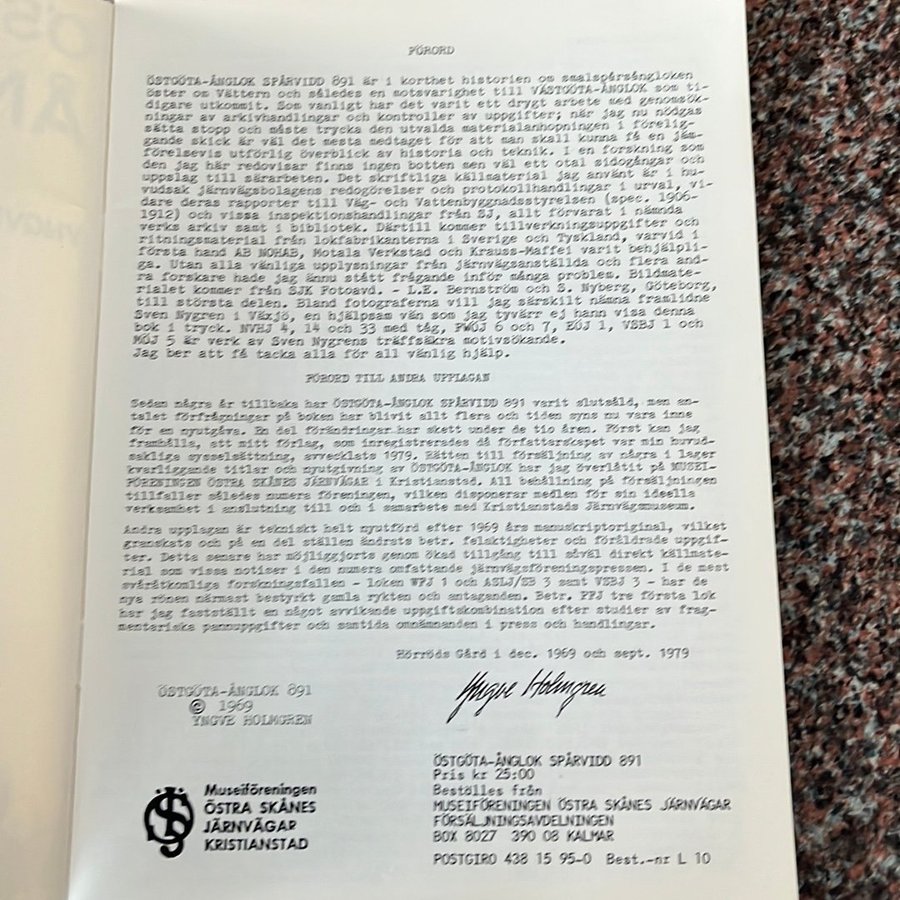 FÖRORD
ÖSTGÖTA-ÅNGLOK SPÅRVIDD 891 är i korthet historien om smalspårsångloken
öster om Vättern och således en motsvarighet till VÄSTGÖTA-ÅNGLOK som ti-
digare utkommit. Som vanligt har det varit ett drygt arbete med genomsök-
ningar av arkivhandlingar och kontroller av uppgifter; när jag nu nödgas
sätta stopp och måste trycka den utvalda materialanhopningen i förelig-
gande skick är väl det mesta medtaget för att man skall kunna få en jäm-
förelsevis utförlig överblick av historia och teknik. I en forskning som
den jag här redovisar finns ingen botten men väl ett otal sidogångar och
uppslag till särarbeten. Det skriftliga källmaterial jag använt är i hu-
vudsak järnvägsbolagens redogörelser och protokollhandlingar i urval, vi-
dare deras rapporter till Väg- och Vattenbyggnadsstyrelsen (spec. 1906-
1912) och vissa inspektionshandlingar från SJ, allt förvarat i nämnda
verks arkiv samt i bibliotek. Därtill kommer tillverkningsuppgifter och
ritningsmaterial från lokfabrikanterna i Sverige och Tyskland, varvid i
första hand AB NOHAB, Motala Verkstad och Krauss-Maffei varit behjälpli-
ga. Utan alla vänliga upplysningar från järnvägsanställda och flera and-
ra forskare hade jag ännu stått frågande inför många problem. Bildmate-
rialet kommer från SJK Fotoavd. - L.E. Bernström och S. Nyberg, Göteborg,
till största delen. Bland fotograferna vill jag särskilt nämna framlidne
Sven Nygren i Växjö, en hjälpsam vän som jag tyvärr ej hann visa denna
bok i tryck. NVHJ 4, 14 och 33 med tåg, FWÖJ 6 och 7, EÖJ 1, VSBJ 1 och
MÖJ 5 är verk av Sven Nygrens träffsäkra motivsökande.
Jag ber att få tacka alla för all vänlig hjälp.
FÖRORD TILL ANDRA UPPLAGAN
Sedan några år tillbaka har ÖSTGÖTA-ÅNGLOK SPÅRVIDD 891 varit slutsåld, men an-
talet förfrågningar på boken har blivit allt flera och tiden syns nu vara inne
för en nyutgåva. En del förändringar har skett under de tio åren. Först kan jag
framhålla, att mitt förlag, som inregistrerades då författarskapet var min huvud-
sakliga sysselsättning, avvecklats 1979. Rätten till försäljning av några i lager
kvarliggande titlar och nyutgivning av ÖSTGÖTA-ÅNGLOK har jag överlåtit på MUSEI-
FÖRENINGEN ÖSTRA SKÅNES JÄRNVÄGAR i Kristianstad. All behållning på försäljningen
tillfaller således numera föreningen, vilken disponerar medlen för sin ideella
verksamhet i anslutning till och i samarbete med Kristianstads Järnvägsmuseum.
Andra upplagan är tekniskt helt nyutförd efter 1969 års manuskriptoriginal, vilket
granskats och på en del ställen ändrats betr. felaktigheter och föråldrade uppgif-
ter. Detta senare har möjliggjorts genom ökad tillgång till såväl direkt källmate-
rial som vissa notiser i den numera omfattande järnvägsföreningspressen. I de mest
svåråtkomliga forskningsfallen - loken WFJ 1 och ASLJ/SB 3 samt VSBJ 3 - har de
nya rönen närmast bestyrkt gamla rykten och antaganden. Betr. PPJ tre första lok
har jag fastställt en något avvikande uppgiftskombination efter studier av frag-
mentariska pannuppgifter och samtida omnämnanden i press och handlingar.
Hörröds Gård i dec. 1969 och sept. 1979
Yngve Holmgren
ÖSTGÖTA-ÅNGLOK 891
© 1969
YNGVE HOLMGREN
ÖSTGÖTA-ÅNGLOK SPÅRVIDD 891
Pris kr 25:00
Beställes från
MUSEIFÖRENINGEN ÖSTRA SKÅNES JÄRNVÄGAR
FÖRSÄLJNINGSAVDELNINGEN
BOX 8027 390 08 KALMAR
POSTGIRO 438 15 95-0 Best.-nr L 10
Museiföreningen
ÖSTRA SKÅNES
JÄRNVÄGAR
KRISTIANSTAD